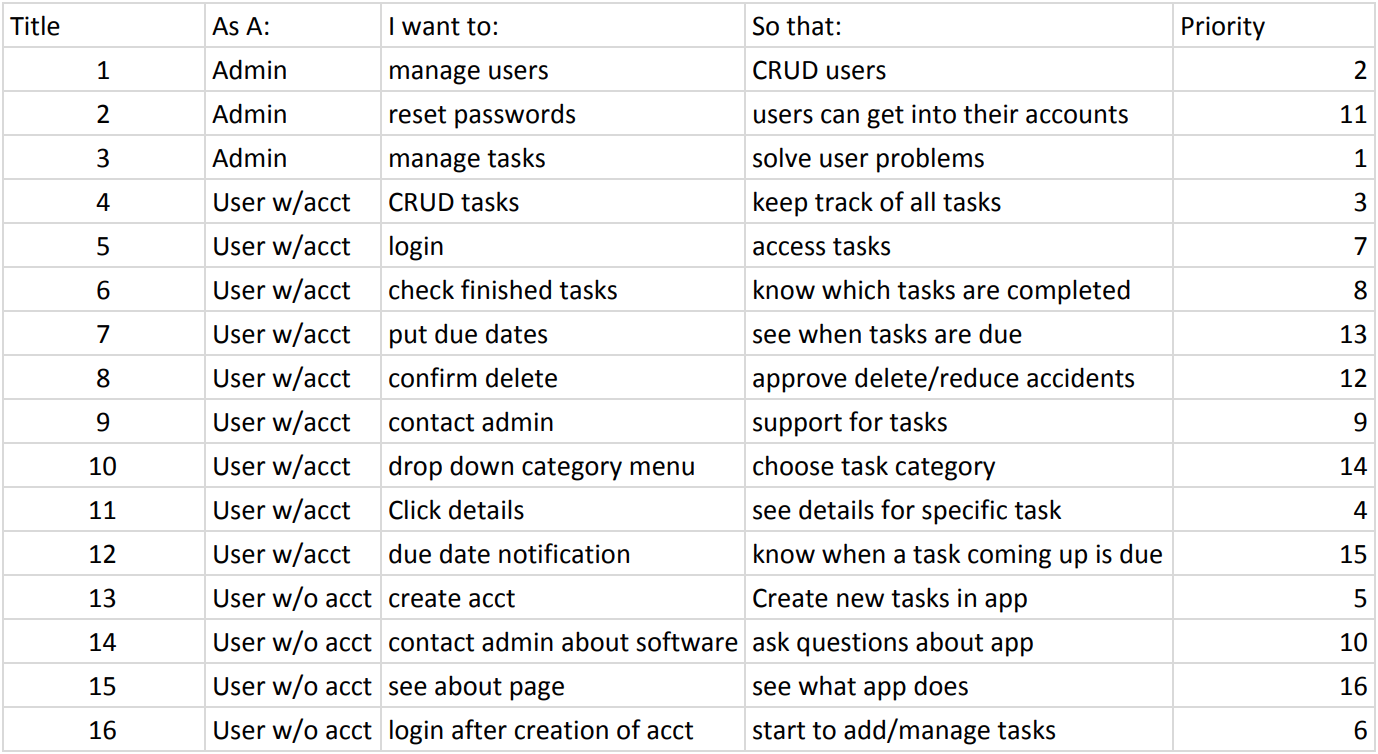 Title As A: I want to: So that: Priority
1 Admin manage users CRUD users 2
2 Admin reset passwords users can get into their accounts 11
3 Admin manage tasks solve user problems 1
4 User w/acct CRUD tasks keep track of all tasks 3
5 User w/acct login access tasks 7
6 User w/acct check finished tasks know which tasks are completed 8
7 User w/acct put due dates see when tasks are due 13
8 User w/acct confirm delete approve delete/reduce accidents 12
9 User w/acct contact admin support for tasks 9
10 User w/acct drop down category menu choose task category 14
11 User w/acct Click details see details for specific task 4
12 User w/acct due date notification know when a task coming up is due 15
13 User w/o acct create acct Create new tasks in app 5
14 User w/o acct contact admin about software ask questions about app 10
15 User w/o acct see about page see what app does 16
16 User w/o acct login after creation of acct start to add/manage tasks 6